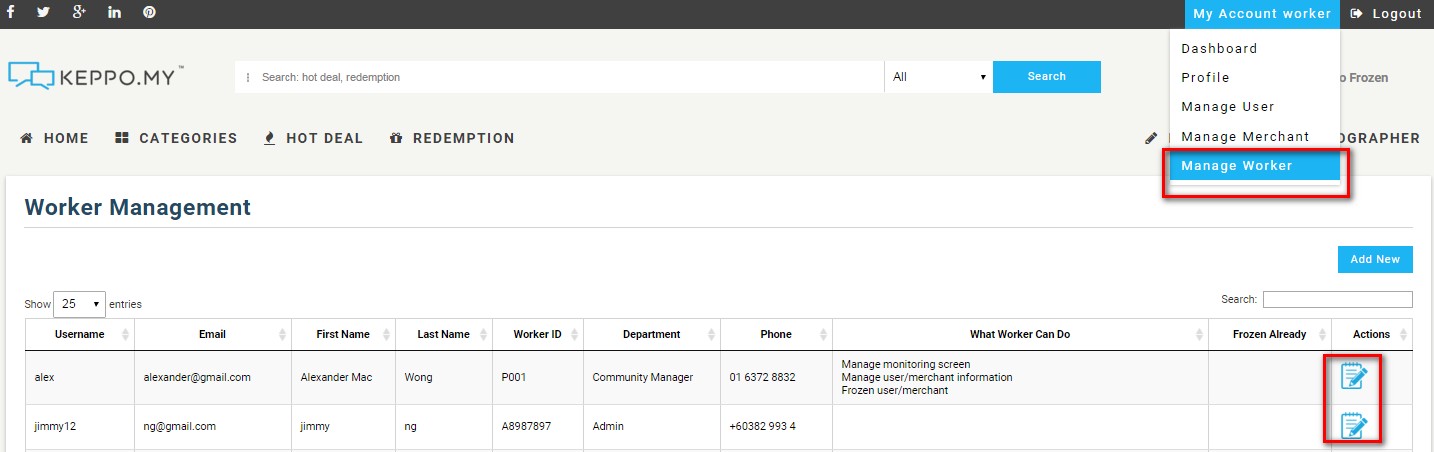 My Account worker
Logout
Dashboard
Profile
Manage User
Manage Merchant
Manage Worker
KEPPO.MY™
Search: hot deal, redemption
All
Search
o Frozen
HOME
CATEGORIES
HOT DEAL
REDEMPTION
OGRAPHER
Worker Management
Add New
Show 25 entries
Search:
Username Email First Name Last Name Worker ID Department Phone What Worker Can Do Frozen Already Actions
alex alexander@gmail.com Alexander Mac Wong P001 Community Manager 01 6372 8832 Manage monitoring screen
Manage user/merchant information
Frozen user/merchant
jimmy12 ng@gmail.com jimmy ng A8987897 Admin +60382 993 4